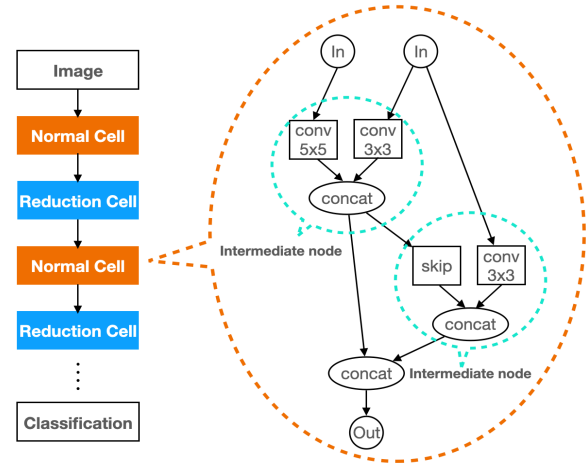 Image
Normal Cell
Reduction Cell
Normal Cell
Reduction Cell
Classification
In
In
conv
5x5
conv
3x3
concat
Intermediate node
skip
conv
3x3
concat
concat
Intermediate node
Out